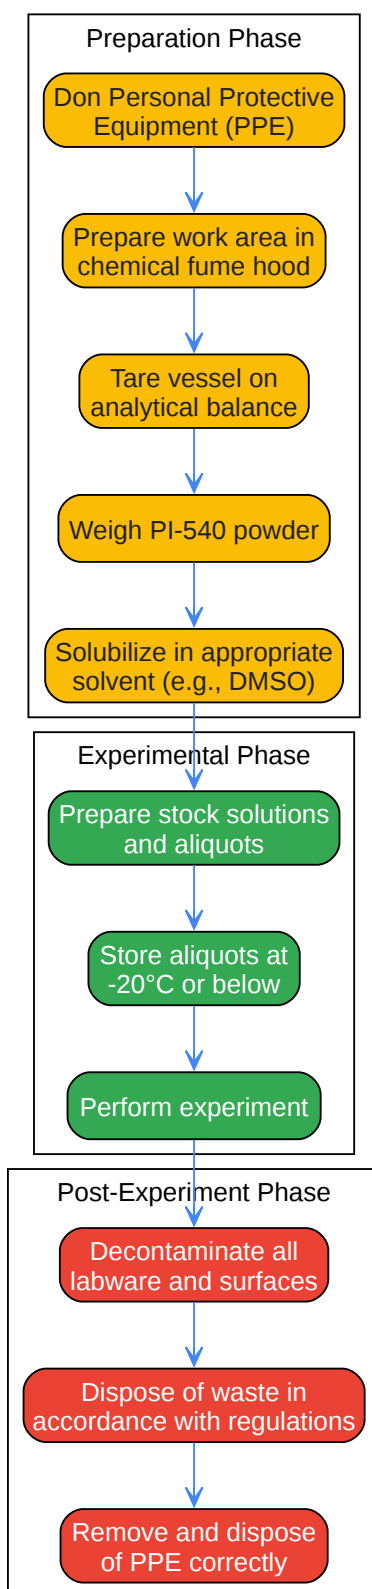 Preparation Phase
Don Personal Protective
Equipment (PPE)
Prepare work area in
chemical fume hood
Tare vessel on
analytical balance
Weigh PI-540 powder
Solubilize in appropriate
solvent (e.g., DMSO)
Experimental Phase
Prepare stock solutions
and aliquots
Store aliquots at
-20°C or below
Perform experiment
Post-Experiment Phase
Decontaminate all
labware and surfaces
Dispose of waste in
accordance with regulations
Remove and dispose
of PPE correctly